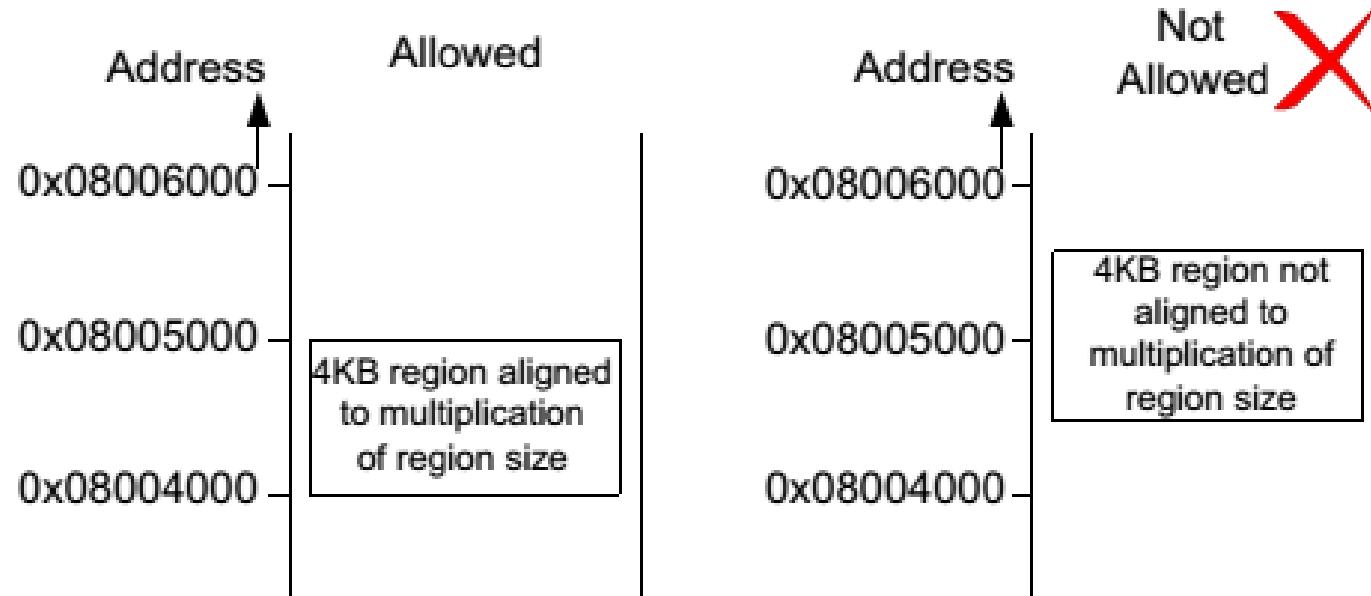 Address
Allowed
0x08006000
0x08005000
4KB region aligned
to multiplication
of region size
0x08004000
Address
Not
Allowed
0x08006000
4KB region not
aligned to
multiplication of
region size
0x08005000
0x08004000